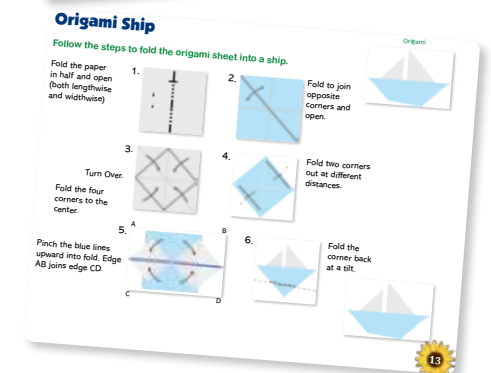 Origami Ship
Origami
Follow the steps to fold the origami sheet into a ship.
Fold the paper
in half and open
(both lengthwise
and widthwise)
1.
2.
Fold to join
opposite
corners and
open.
3.
Turn Over.
Fold the four
corners to the
center.
4.
Fold two corners
out at different
distances.
5.
A
B
Pinch the blue lines
upward into fold. Edge
AB joins edge CD.
C
D
6.
Fold the
corner back
at a tilt.
13